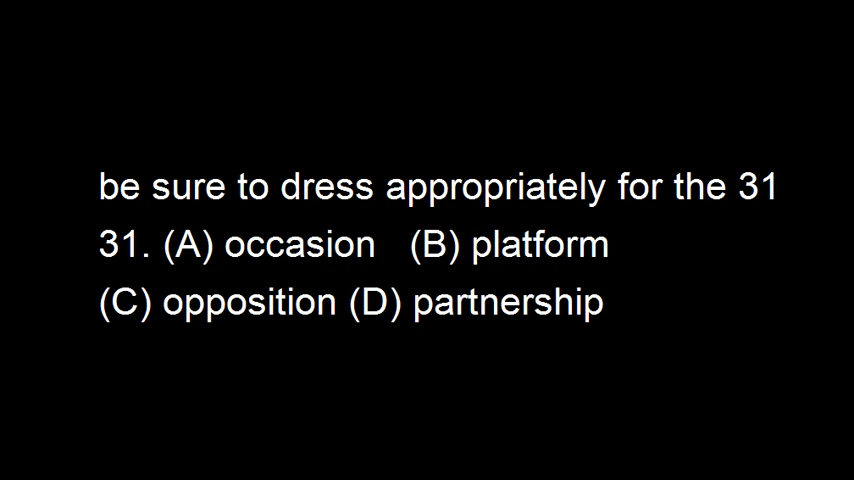 be sure to dress appropriately for the 31
31. (A) occasion (B) platform
(C) opposition (D) partnership